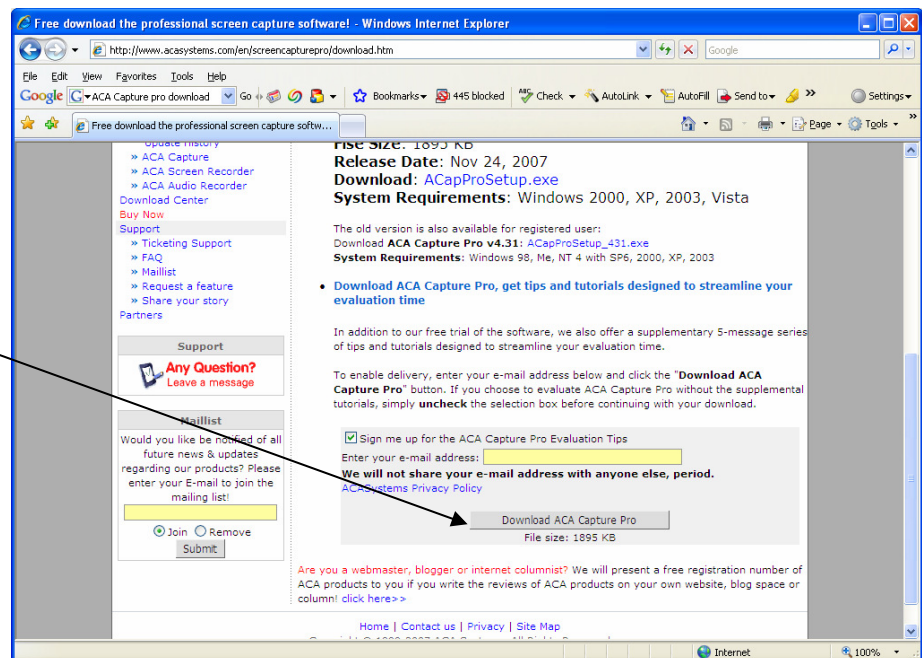 Free download the professional screen capture software! - Windows Internet Explorer
http://www.acasystems.com/en/screencapturepro/download.htm
Google
File Edit View Favorites Tools Help
Google ACA Capture pro download Go Bookmarks 445 blocked Check AutoLink AutoFill Send to Settings
Free download the professional screen capture softw... Page Tools
Update History
» ACA Capture
» ACA Screen Recorder
» ACA Audio Recorder
Download Center
Buy Now
Support
» Ticketing Support
» FAQ
» Maillist
» Request a feature
» Share your story
Partners
Support
Any Question?
Leave a message
Maillist
Would you like be notified of all
future news & updates
regarding our products? Please
enter your E-mail to join the
mailing list!
Join Remove
Submit
Fise Size: 1895 KB
Release Date: Nov 24, 2007
Download: ACapProSetup.exe
System Requirements: Windows 2000, XP, 2003, Vista
The old version is also available for registered user:
Download ACA Capture Pro v4.31: ACapProSetup_431.exe
System Requirements: Windows 98, Me, NT 4 with SP6, 2000, XP, 2003
• Download ACA Capture Pro, get tips and tutorials designed to streamline your
evaluation time
In addition to our free trial of the software, we also offer a supplementary 5-message series
of tips and tutorials designed to streamline your evaluation time.
To enable delivery, enter your e-mail address below and click the "Download ACA
Capture Pro" button. If you choose to evaluate ACA Capture Pro without the supplemental
tutorials, simply uncheck the selection box before continuing with your download.
Sign me up for the ACA Capture Pro Evaluation Tips
Enter your e-mail address:
We will not share your e-mail address with anyone else, period.
ACASystems Privacy Policy
Download ACA Capture Pro
File size: 1895 KB
Are you a webmaster, blogger or internet columnist? We will present a free registration number of
ACA products to you if you write the reviews of ACA products on your own website, blog space or
column! click here>>
Home | Contact us | Privacy | Site Map
Internet 100%